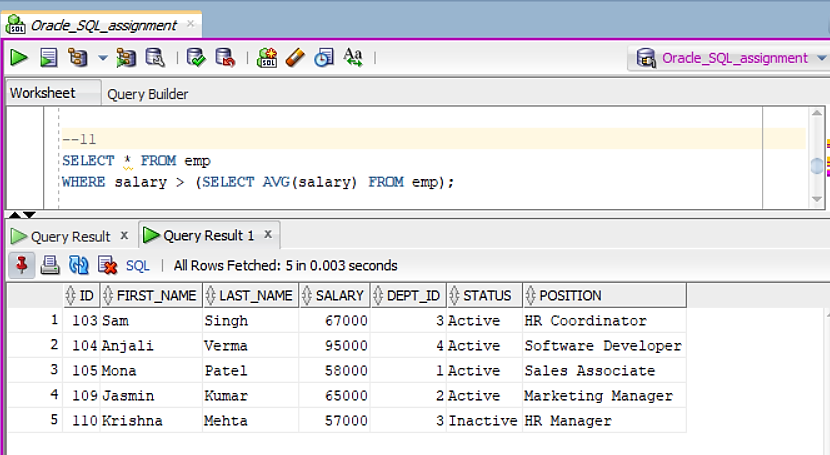 Oracle_SQL_assignment
Oracle_SQL_assignment
Worksheet Query Builder
--11
SELECT * FROM emp
WHERE salary > (SELECT AVG(salary) FROM emp);
Query Result x Query Result 1 x
SQL | All Rows Fetched: 5 in 0.003 seconds
ID FIRST_NAME LAST_NAME SALARY DEPT_ID STATUS POSITION
1 103 Sam Singh 67000 3 Active HR Coordinator
2 104 Anjali Verma 95000 4 Active Software Developer
3 105 Mona Patel 58000 1 Active Sales Associate
4 109 Jasmin Kumar 65000 2 Active Marketing Manager
5 110 Krishna Mehta 57000 3 Inactive HR Manager